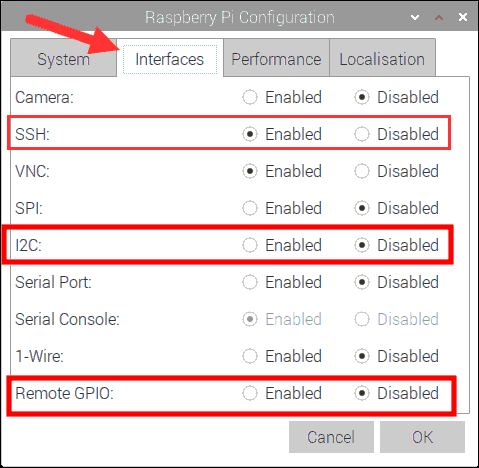 Raspberry Pi Configuration
System Interfaces Performance Localisation
Camera: Enabled Disabled
SSH: Enabled Disabled
VNC: Enabled Disabled
SPI: Enabled Disabled
I2C: Enabled Disabled
Serial Port: Enabled Disabled
Serial Console: Enabled Disabled
1-Wire: Enabled Disabled
Remote GPIO: Enabled Disabled
Cancel OK